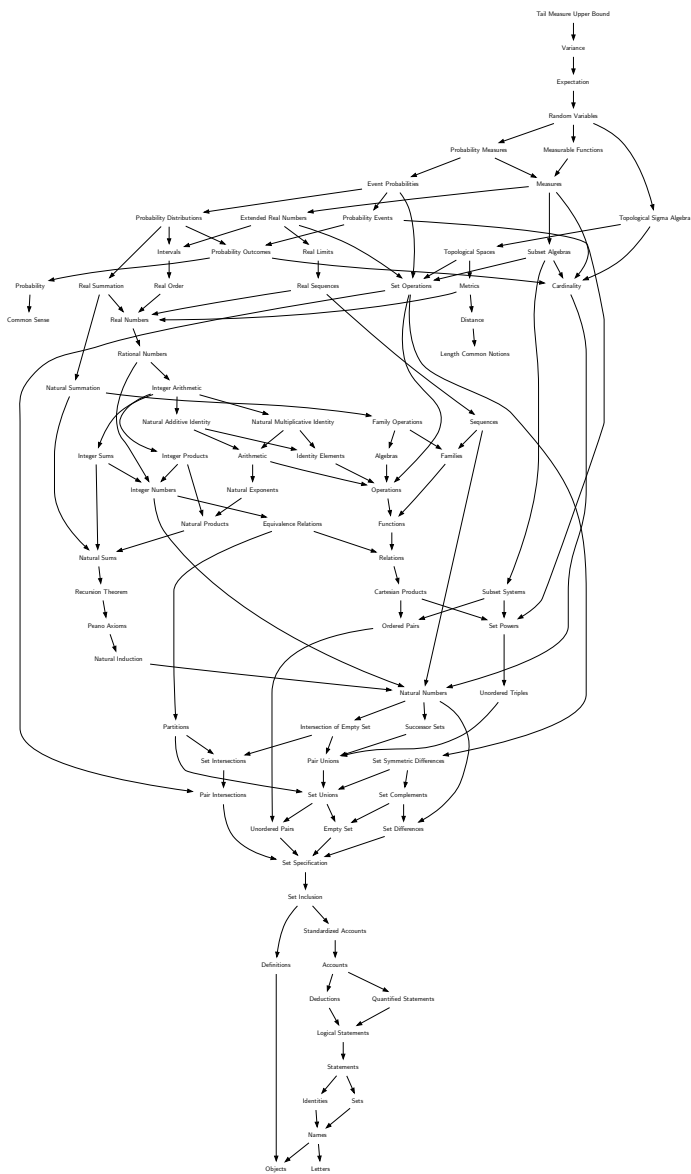 Tail Measure Upper Bound
Variance
Expectation
Random Variables
Probability Measures Measurable Functions
Event Probabilities Measures
Probability Distributions Extended Real Numbers Probability Events Topological Sigma Algebra
Intervals Probability Outcomes Real Limits Topological Spaces Subset Algebras
Probability Real Summation Real Order Real Sequences Set Operations Metrics Cardinality
Common Sense Real Numbers Distance
Rational Numbers Length Common Notions
Natural Summation Integer Arithmetic
Natural Additive Identity Natural Multiplicative Identity Family Operations Sequences
Integer Sums Integer Products Arithmetic Identity Elements Algebras Families
Integer Numbers Natural Exponents Operations
Natural Products Equivalence Relations Functions
Natural Sums Relations
Recursion Theorem Cartesian Products Subset Systems
Peano Axioms Ordered Pairs Set Powers
Natural Induction
Natural Numbers Unordered Triples
Partitions Intersection of Empty Set Successor Sets
Set Intersections Pair Unions Set Symmetric Differences
Pair Intersections Set Unions Set Complements
Unordered Pairs Empty Set Set Differences
Set Specification
Set Inclusion
Standardized Accounts
Definitions Accounts
Deductions Quantified Statements
Logical Statements
Statements
Identities Sets
Names
Objects Letters